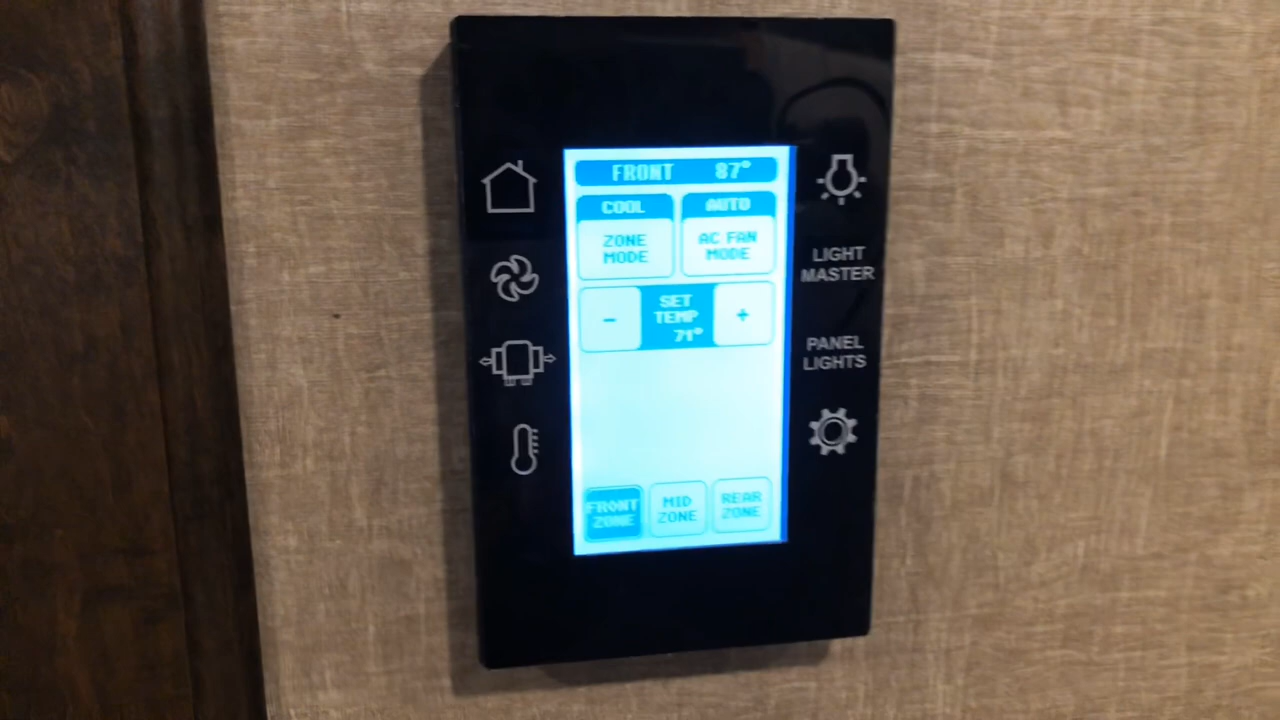 FRONT 87°
COOL
ZONE
MODE
AUTO
AC FAN
MODE
-
SET
TEMP
71°
+
FRONT
ZONE
MID
ZONE
REAR
ZONE
LIGHT
MASTER
PANEL
LIGHTS